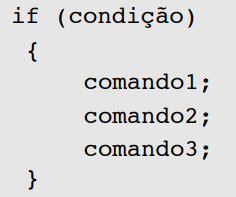 if (condição)
{
comando1;
comando2;
comando3;
}